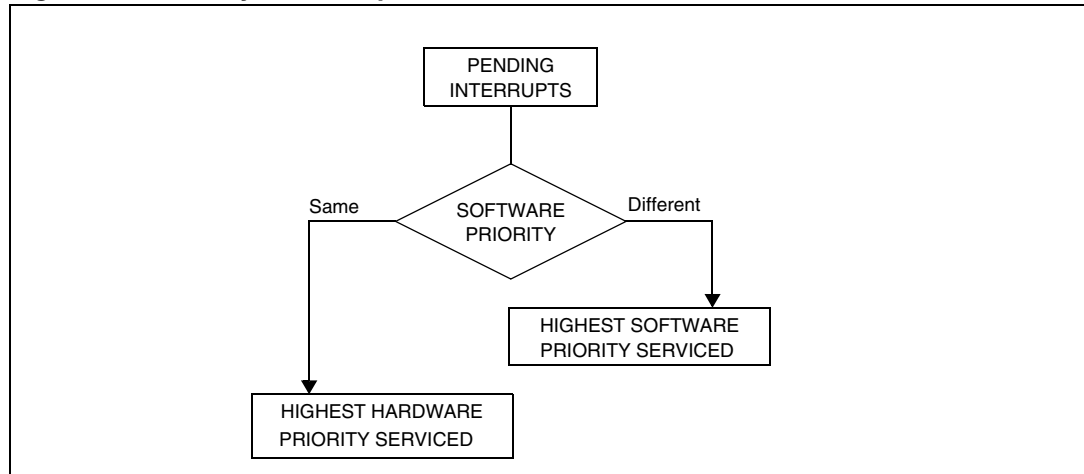 PENDING
INTERRUPTS
Same
SOFTWARE
PRIORITY
Different
HIGHEST SOFTWARE
PRIORITY SERVICED
HIGHEST HARDWARE
PRIORITY SERVICED